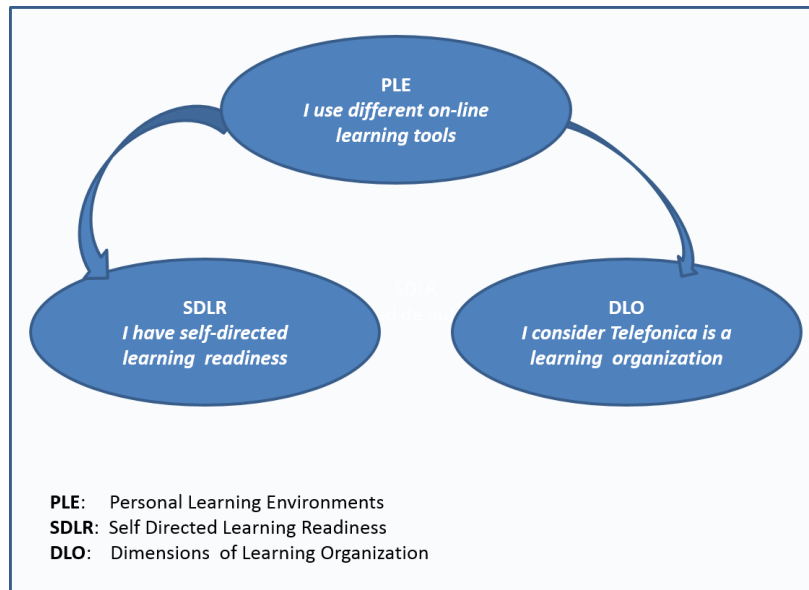 PLE
I use different on-line
learning tools
SDLR
I have self-directed
learning readiness
DLO
I consider Telefonica is a
learning organization
SDLR
PLE: Personal Learning Environments
SDLR: Self Directed Learning Readiness
DLO: Dimensions of Learning Organization